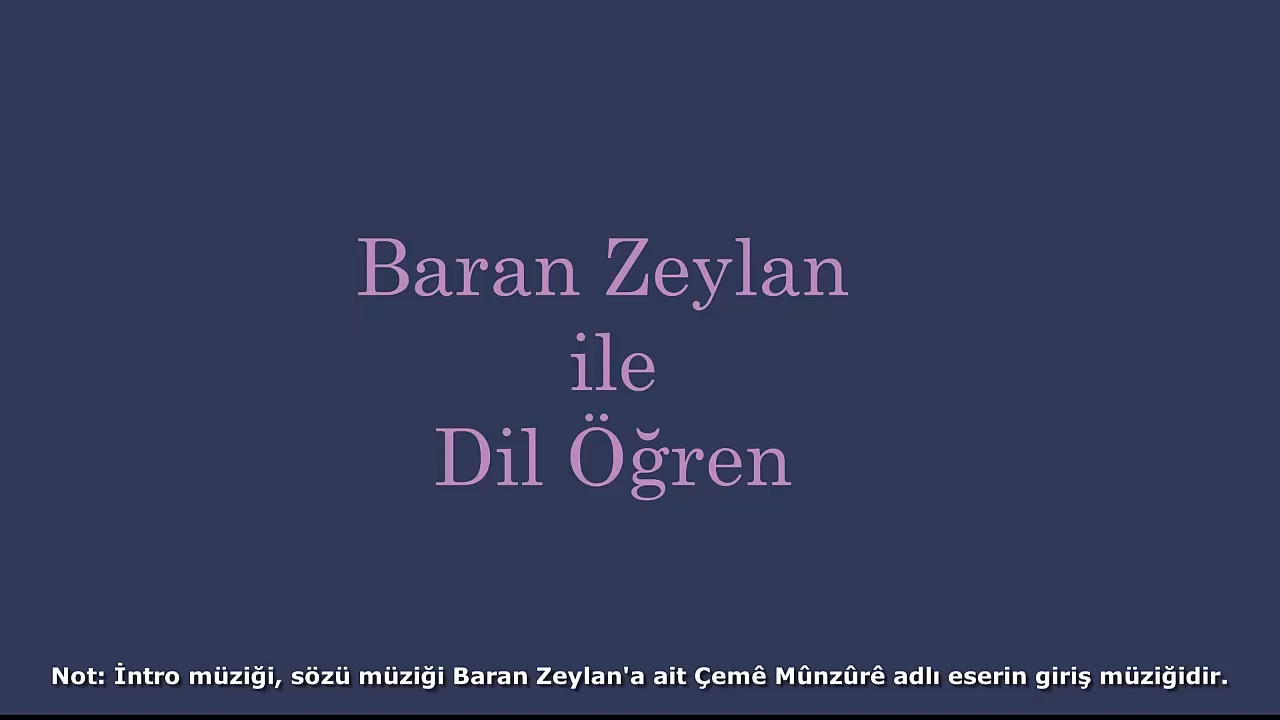 Baran Zeylan
ile
Dil Öğren
Not: İntro müziği, sözü müziği Baran Zeylan'a ait Çemê Mûnzûrê adlı eserin giriş müziğidir.